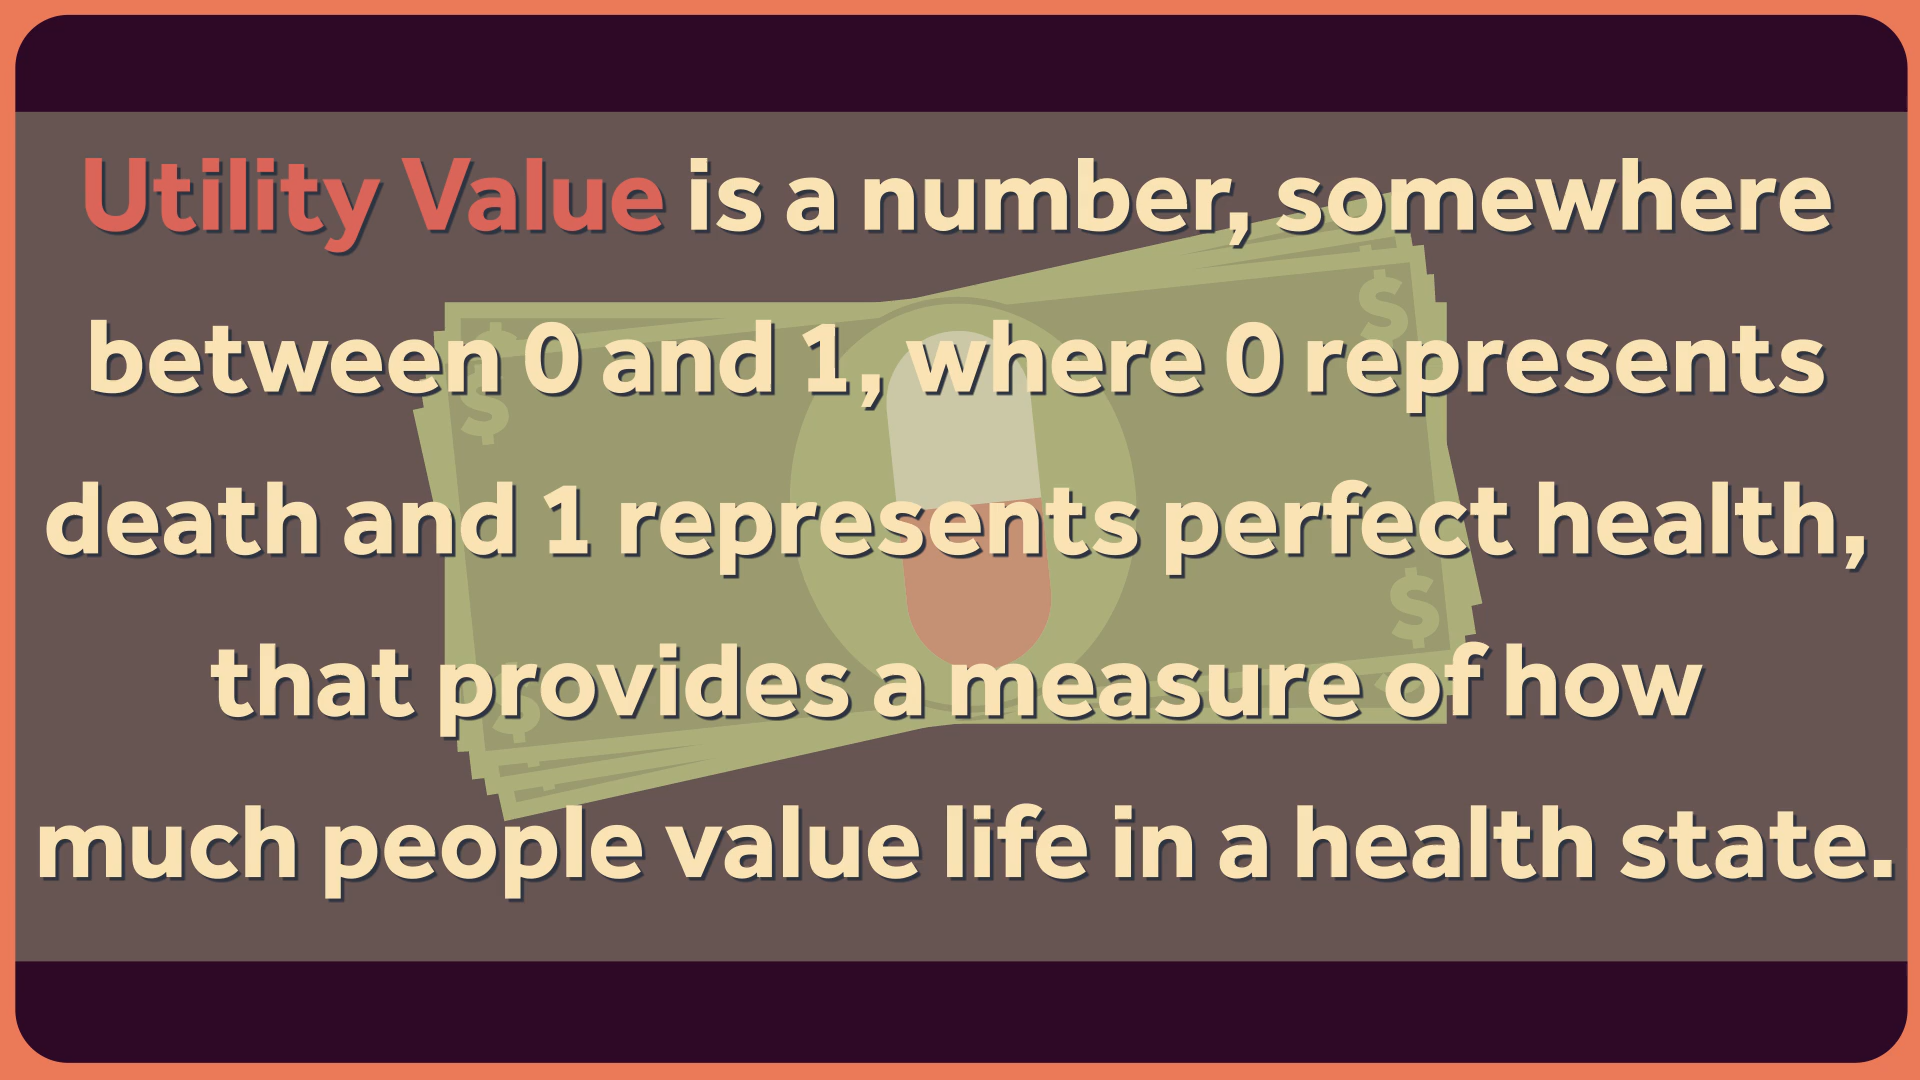 Utility Value is a number, somewhere
between 0 and 1, where 0 represents
death and 1 represents perfect health,
that provides a measure of how
much people value life in a health state.